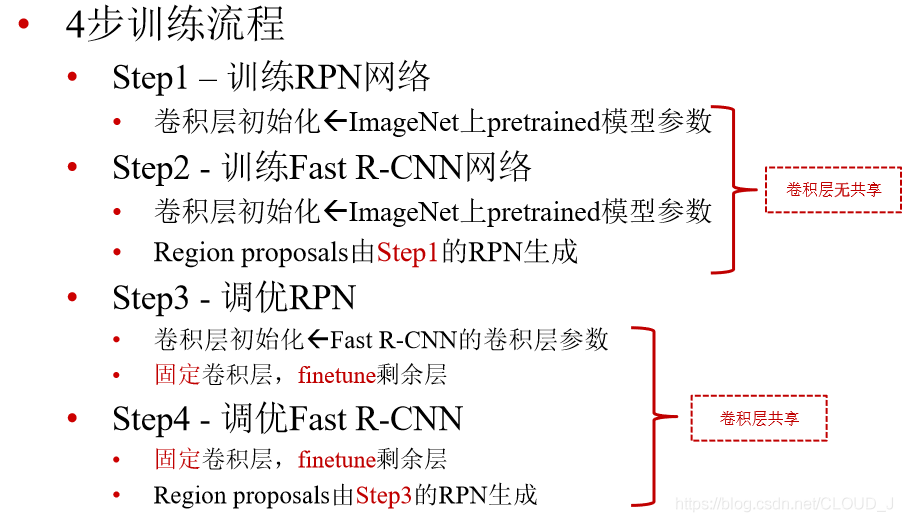 4步训练流程
Step1 – 训练RPN网络
卷积层初始化←ImageNet上pretrained模型参数
Step2 - 训练Fast R-CNN网络
卷积层无共享
卷积层初始化←ImageNet上pretrained模型参数
Region proposals由Step1的RPN生成
Step3 - 调优RPN
卷积层初始化←Fast R-CNN的卷积层参数
固定卷积层，finetune剩余层
Step4 - 调优Fast R-CNN
卷积层共享
固定卷积层，finetune剩余层
Region proposals由Step3的RPN生成
https://blog.csdn.net/CLOUD_J